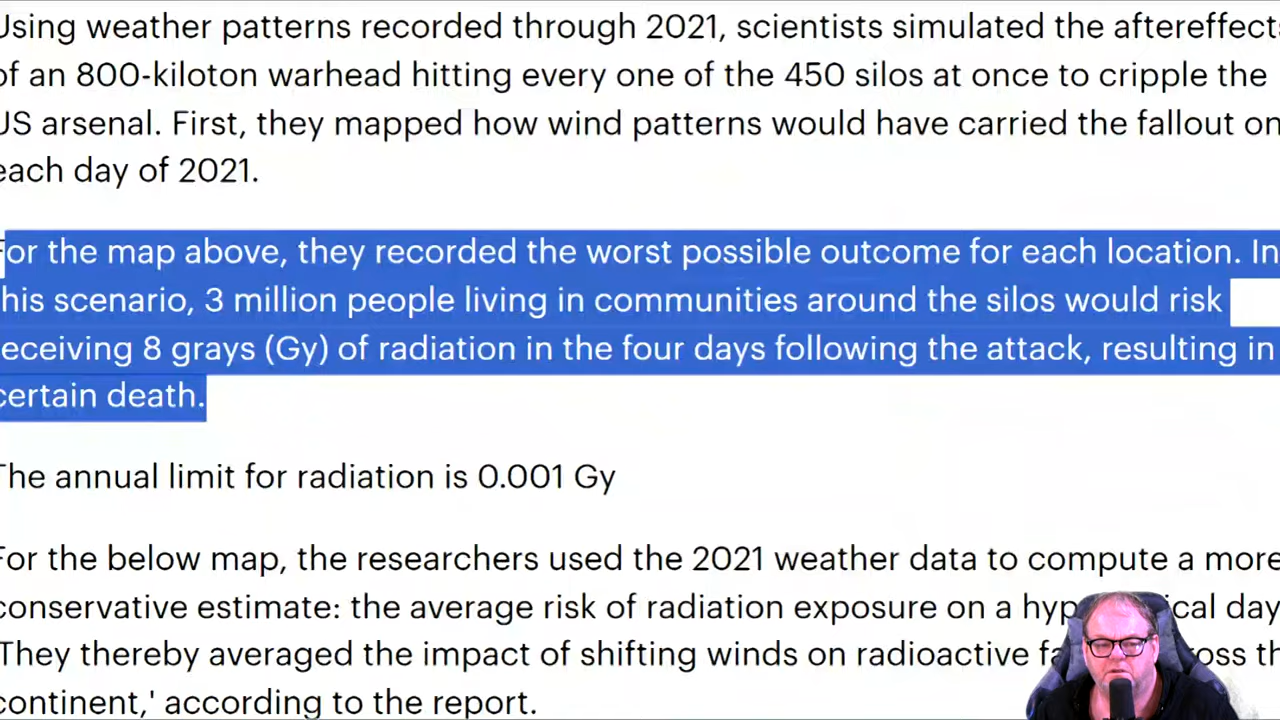 Using weather patterns recorded through 2021, scientists simulated the aftereffects
of an 800-kiloton warhead hitting every one of the 450 silos at once to cripple the
US arsenal. First, they mapped how wind patterns would have carried the fallout on
each day of 2021.
For the map above, they recorded the worst possible outcome for each location. In
this scenario, 3 million people living in communities around the silos would risk
receiving 8 grays (Gy) of radiation in the four days following the attack, resulting in
certain death.
The annual limit for radiation is 0.001 Gy
For the below map, the researchers used the 2021 weather data to compute a more
conservative estimate: the average risk of radiation exposure on a day
'They thereby averaged the impact of shifting winds on radioactive
continent,' according to the report.